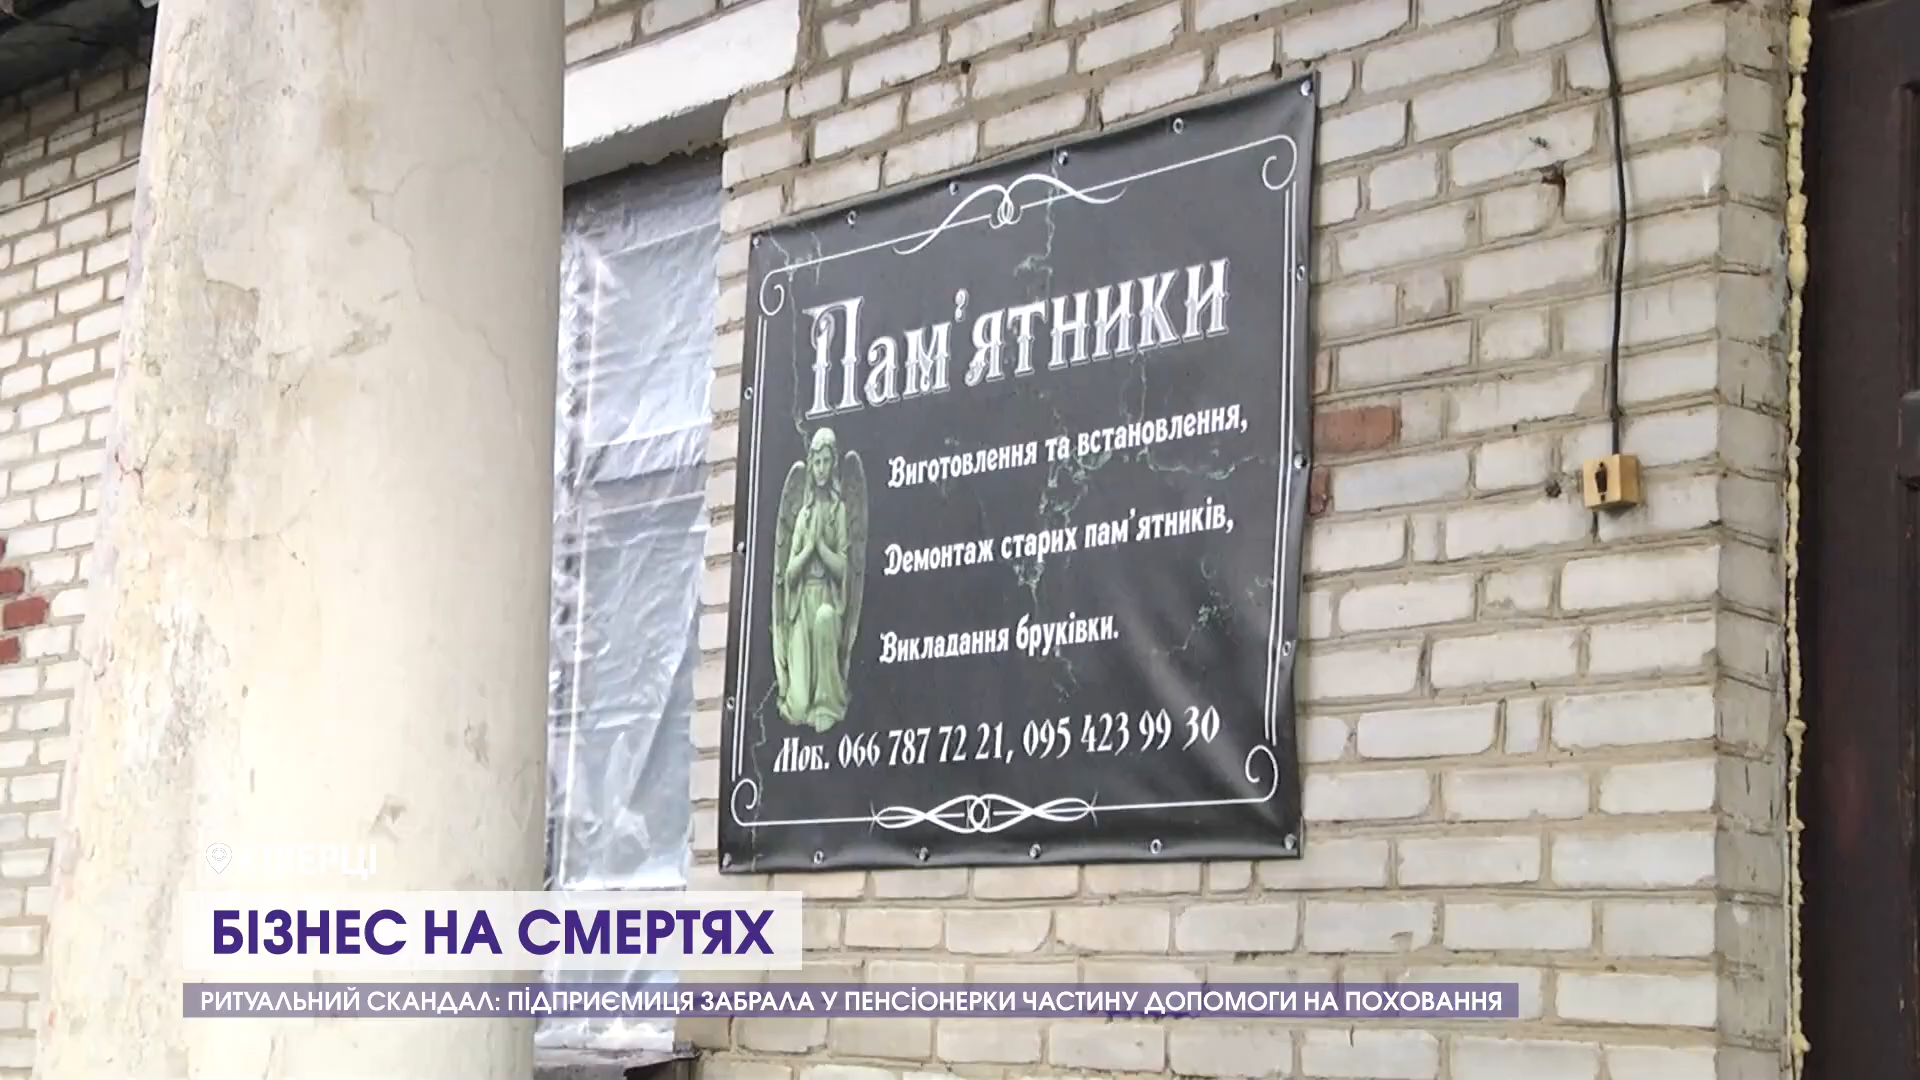 Пам’ятники
Виготовлення та встановлення,
Демонтаж старих пам’ятників,
Викладання бруківки.
Моб. 066 787 72 21, 095 423 99 30
БІЗНЕС НА СМЕРТЯХ
РИТУАЛЬНИЙ СКАНДАЛ: ПІДПРИЄМИЦЯ ЗАБРАЛА У ПЕНСІОНЕРКИ ЧАСТИНУ ДОПОМОГИ НА ПОХОВАННЯ